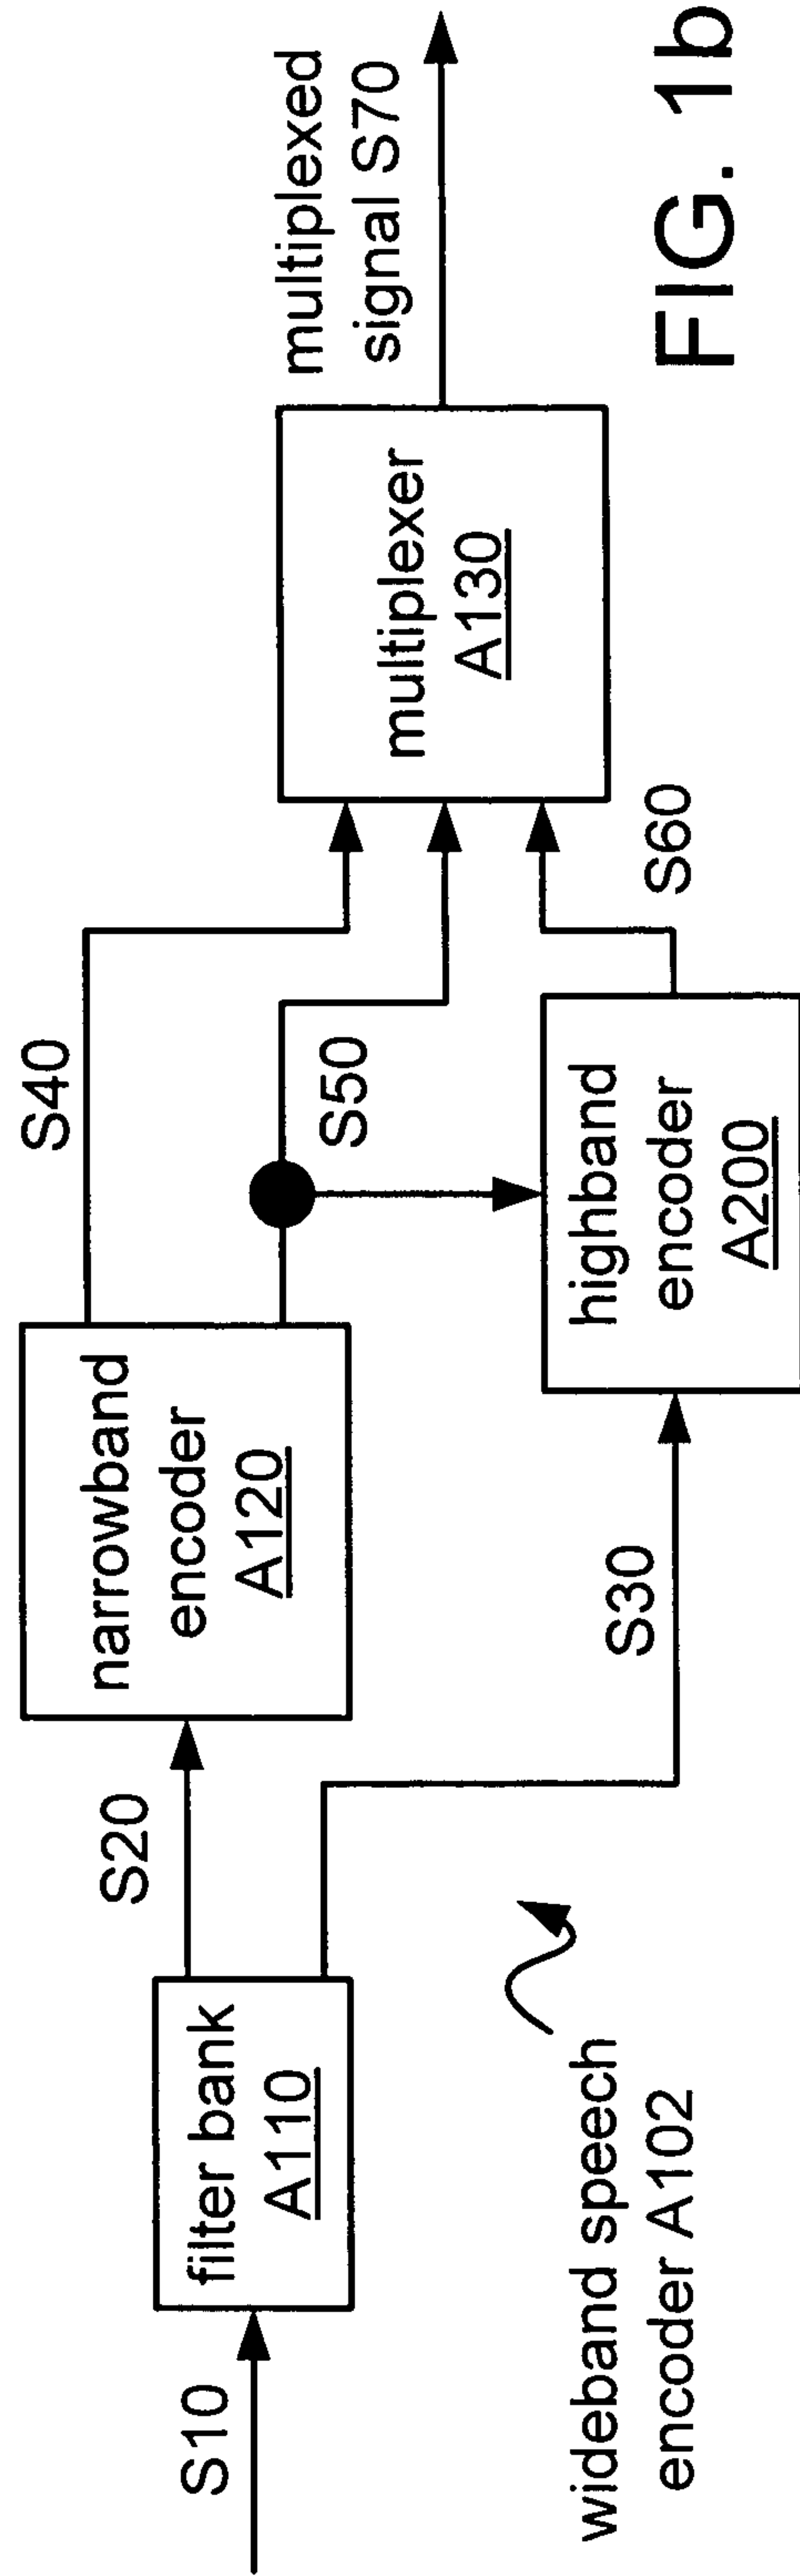 S10
filter bank
A110
S20
S30
narrowband
encoder
A120
S40
S50
highband
encoder
A200
S60
multiplexer
A130
multiplexed
signal S70
wideband speech
encoder A102
FIG. 1b